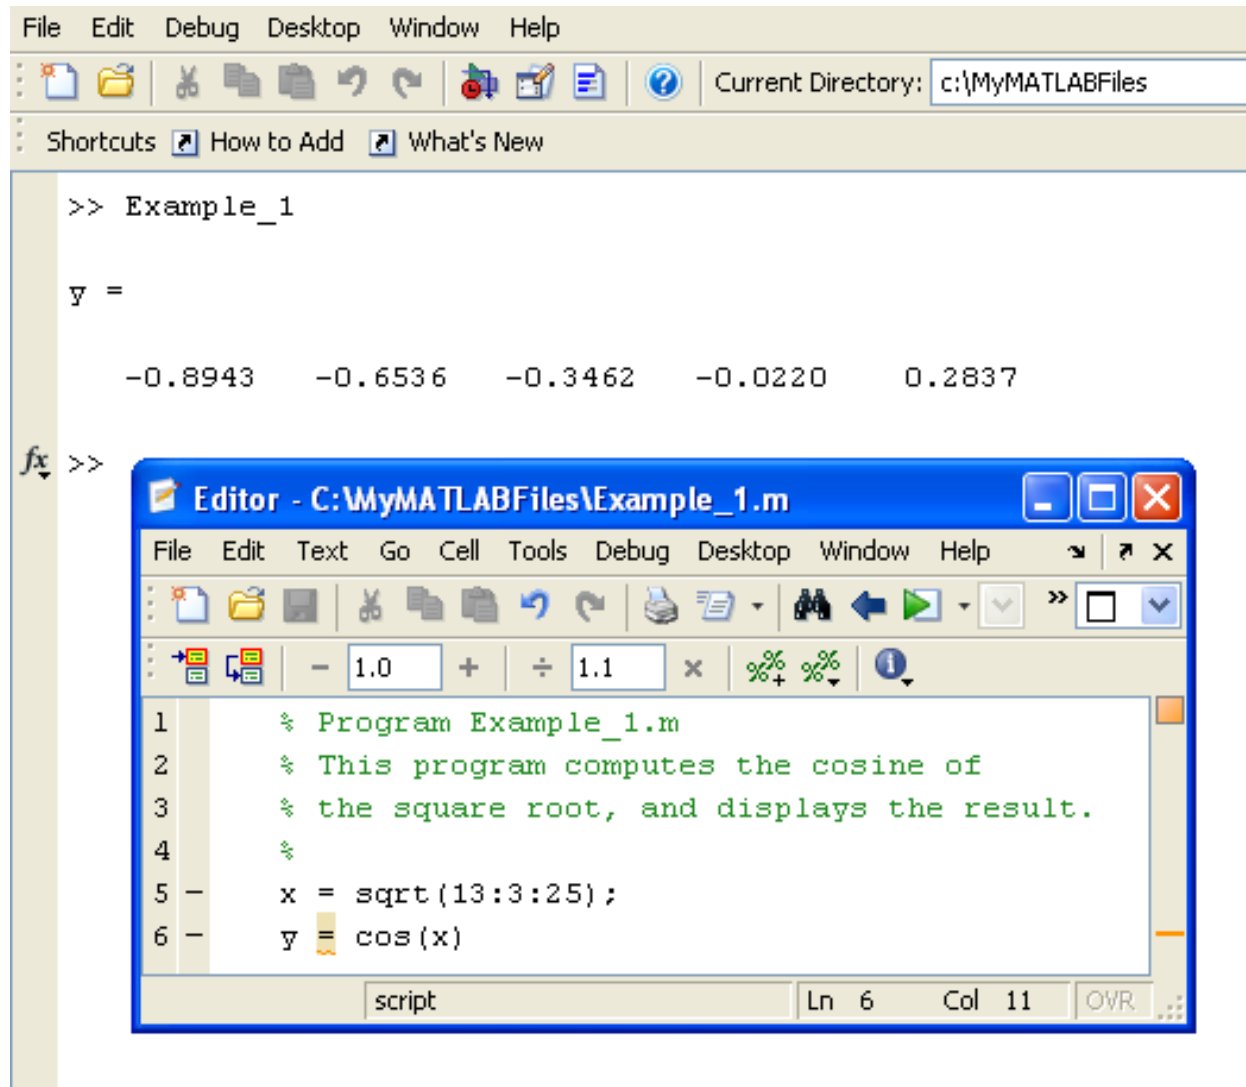 File Edit Debug Desktop Window Help
Current Directory: c:\MyMATLABFiles
Shortcuts How to Add What's New
>> Example_1
y =
-0.8943 -0.6536 -0.3462 -0.0220 0.2837
fx >>
Editor - C:\MyMATLABFiles\Example_1.m
File Edit Text Go Cell Tools Debug Desktop Window Help
- 1.0 + ÷ 1.1 ×
1 % Program Example_1.m
2 % This program computes the cosine of
3 % the square root, and displays the result.
4 %
5 - x = sqrt(13:3:25);
6 - y = cos(x)
script Ln 6 Col 11 OVR